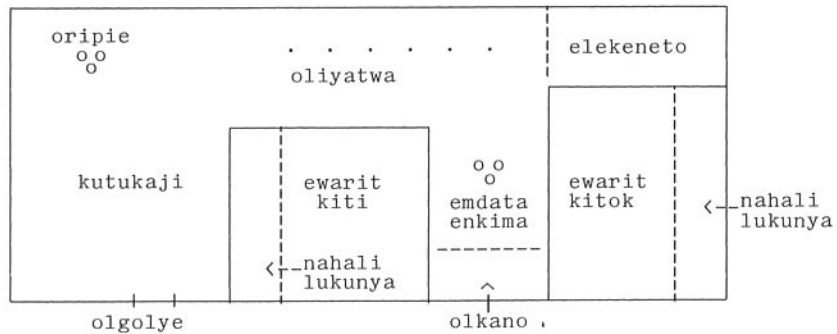 oripie
oliyatwa
elekeneto
kutukaji
ewarit
kiti
emdata
enkima
ewarit
kitok
nahali
lukunya
nahali
lukunya
olgolye
olkano